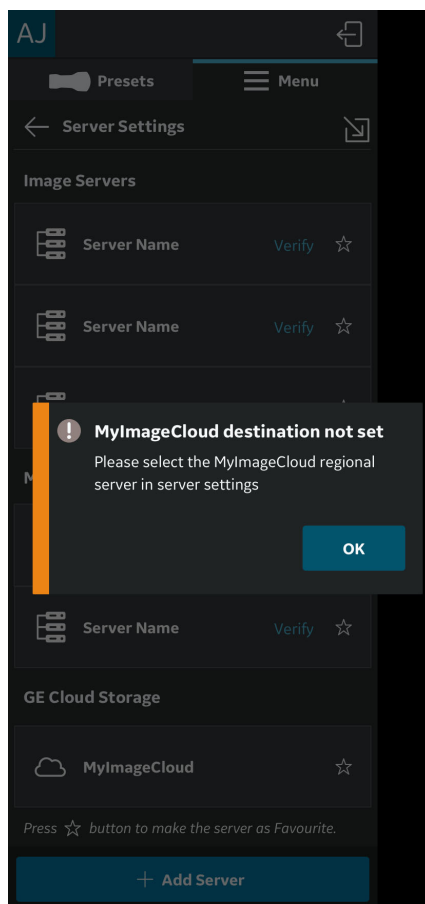 AJ
Presets
Menu
Server Settings
Image Servers
Server Name
Verify
Server Name
Verify
MyImageCloud destination not set
Please select the MyImageCloud regional
server in server settings
OK
Server Name
Verify
GE Cloud Storage
MyImageCloud
Press ☆ button to make the server as Favourite.
+ Add Server